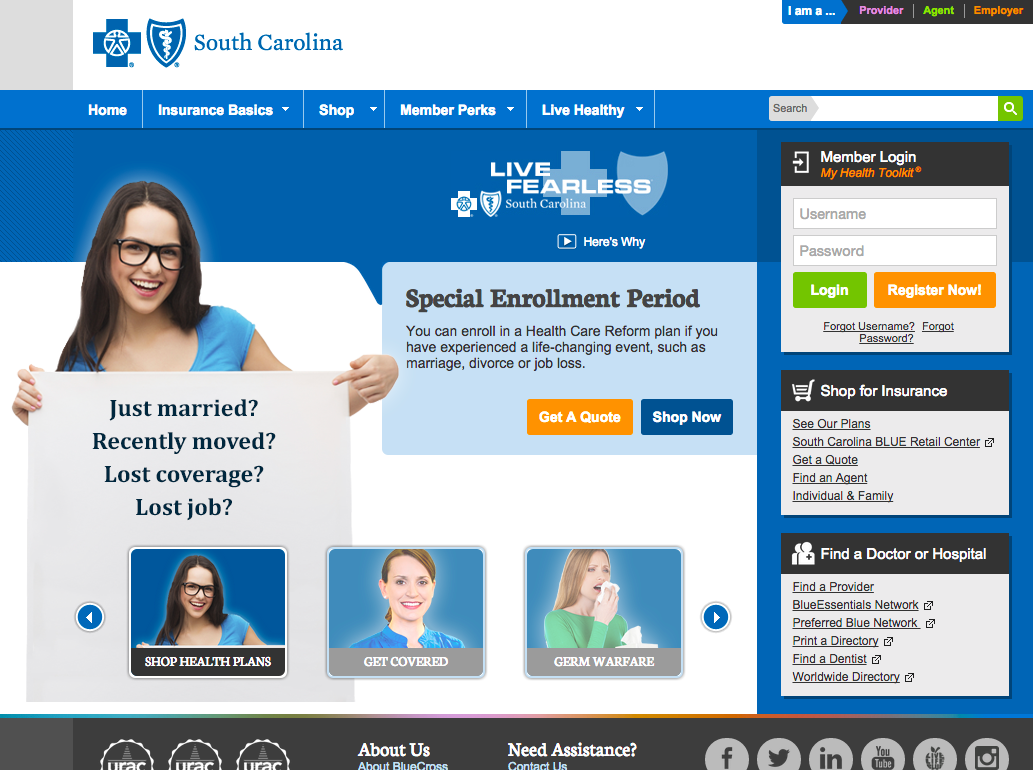 I am a ... Provider Agent Employer
South Carolina
Home Insurance Basics Shop Member Perks Live Healthy Search
LIVE
FEARLESS
South Carolina
Here's Why
Special Enrollment Period
You can enroll in a Health Care Reform plan if you
have experienced a life-changing event, such as
marriage, divorce or job loss.
Get A Quote Shop Now
Just married?
Recently moved?
Lost coverage?
Lost job?
SHOP HEALTH PLANS GET COVERED GERM WARFARE
Member Login
My Health Toolkit®
Username
Password
Login Register Now!
Forgot Username? Forgot
Password?
Shop for Insurance
See Our Plans
South Carolina BLUE Retail Center
Get a Quote
Find an Agent
Individual & Family
Find a Doctor or Hospital
Find a Provider
BlueEssentials Network
Preferred Blue Network
Print a Directory
Find a Dentist
Worldwide Directory
urac urac urac
About Us Need Assistance?
About BlueCross Contact Us
You
Tube